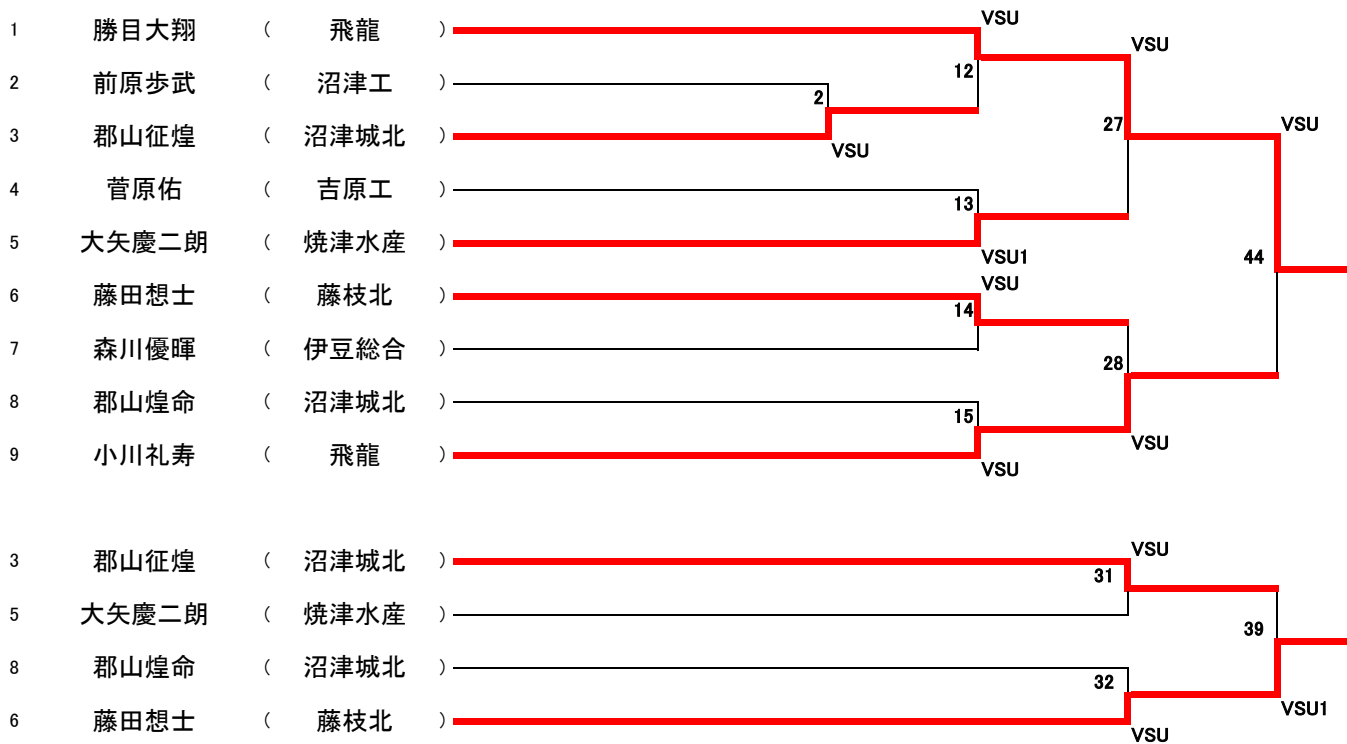 VSU
1 勝目大翔 ( 飛龍 )
VSU
12
2 前原歩武 ( 沼津工 )
2
27
VSU
3 郡山征煌 ( 沼津城北 )
VSU
4 菅原佑 ( 吉原工 )
13
5 大矢慶二朗 ( 焼津水産 )
VSU1
44
VSU
6 藤田想士 ( 藤枝北 )
14
7 森川優暉 ( 伊豆総合 )
28
8 郡山煌命 ( 沼津城北 )
15
VSU
9 小川礼寿 ( 飛龍 )
VSU
VSU
3 郡山征煌 ( 沼津城北 )
31
5 大矢慶二朗 ( 焼津水産 )
39
8 郡山煌命 ( 沼津城北 )
32
VSU1
6 藤田想士 ( 藤枝北 )
VSU